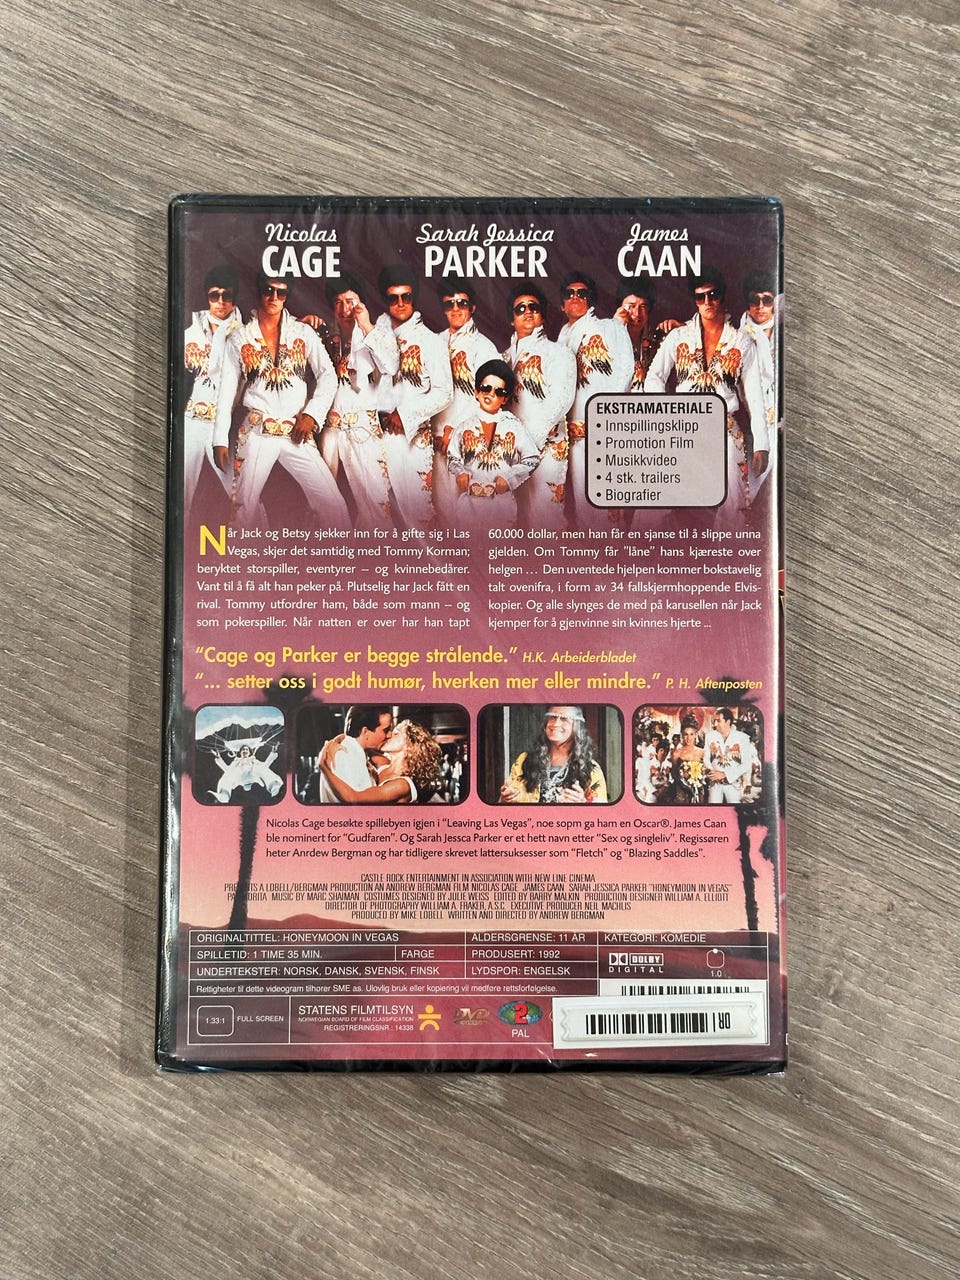 Nicolas
CAGE
Sarah Jessica
PARKER
James
CAAN
EKSTRAMATERIALE
• Innspillingsklipp
• Promotion Film
• Musikkvideo
• 4 stk. trailers
• Biografier
Når Jack og Betsy sjekker inn for å gifte sig i Las
Vegas, skjer det samtidig med Tommy Korman;
beryktet storspiller, eventyrer – og kvinnebedårer.
Vant til å få alt han peker på. Plutselig har Jack fått en
rival. Tommy utfordrer ham, både som mann – og
som pokerspiller. Når natten er over har han tapt
60.000 dollar, men han får en sjanse til å slippe unna
gjelden. Om Tommy får "låne" hans kjæreste over
helgen ... Den uventede hjelpen kommer bokstavelig
talt ovenifra, i form av 34 fallskjermhoppende Elvis-
kopier. Og alle slynges de med på karusellen når Jack
kjemper for å gjenvinne sin kvinnes hjerte ...
"Cage og Parker er begge strålende." H.K. Arbeiderbladet
"... setter oss i godt humør, hverken mer eller mindre." P. H. Aftenposten
Nicolas Cage besøkte spillebyen igjen i "Leaving Las Vegas", noe sopm ga ham en Oscar®. James Caan
ble nominert for "Gudfaren". Og Sarah Jessca Parker er et hett navn etter "Sex og singleliv". Regissøren
heter Anrdew Bergman og har tidligere skrevet lattersuksesser som "Fletch" og "Blazing Saddles".
CASTLE ROCK ENTERTAINMENT IN ASSOCIATION WITH NEW LINE CINEMA
PRESENTS A LOBELL/BERGMAN PRODUCTION AN ANDREW BERGMAN FILM NICOLAS CAGE JAMES CAAN SARAH JESSICA PARKER "HONEYMOON IN VEGAS"
PAT MORITA MUSIC BY MARC SHAIMAN COSTUMES DESIGNED BY JULIE WEISS EDITED BY BARRY MALKIN PRODUCTION DESIGNER WILLIAM A. ELLIOTT
DIRECTOR OF PHOTOGRAPHY WILLIAM A. FRAKER, A.S.C. EXECUTIVE PRODUCER NEIL MACHLIS
PRODUCED BY MIKE LOBELL WRITTEN AND DIRECTED BY ANDREW BERGMAN
ORIGINALTITTEL: HONEYMOON IN VEGAS ALDERSGRENSE: 11 ÅR KATEGORI: KOMEDIE
SPILLETID: 1 TIME 35 MIN. FARGE PRODUSERT: 1992
UNDERTEKSTER: NORSK, DANSK, SVENSK, FINSK LYDSPOR: ENGELSK
DOLBY
DIGITAL
1.0
Rettigheter til dette videogram tilhører SME as. Ulovlig bruk eller kopiering vil medføre rettsforfølgelse.
1.33:1 FULL SCREEN
STATENS FILMTILSYN
NORWEGIAN BOARD OF FILM CLASSIFICATION
REGISTRERINGSNR.: 14338
DVD
2
PAL